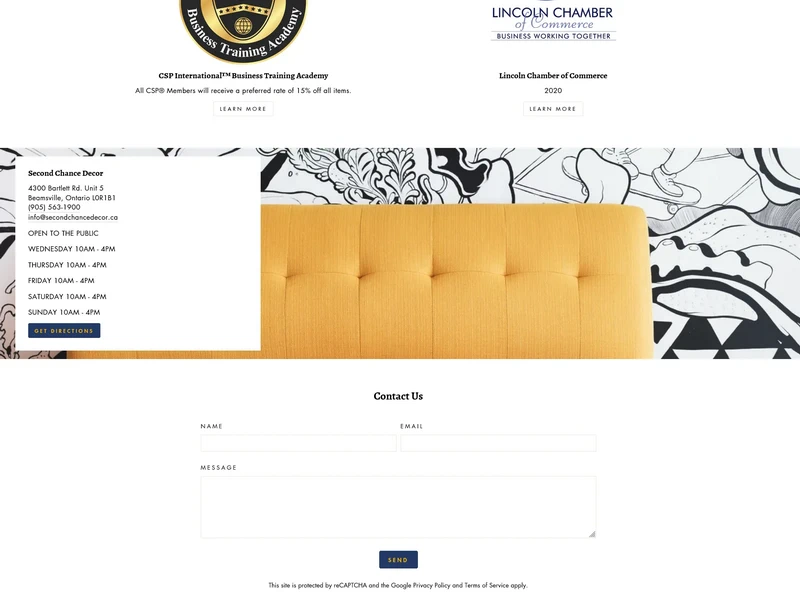 Business Training Academy
LINCOLN CHAMBER
of Commerce
BUSINESS WORKING TOGETHER
CSP International™ Business Training Academy
All CSP® Members will receive a preferred rate of 15% off all items.
LEARN MORE
Lincoln Chamber of Commerce
2020
LEARN MORE
Second Chance Decor
4300 Bartlett Rd. Unit 5
Beamsville, Ontario L0R1B1
(905) 563-1900
info@secondchancedecor.ca
OPEN TO THE PUBLIC
WEDNESDAY 10AM - 4PM
THURSDAY 10AM - 4PM
FRIDAY 10AM - 4PM
SATURDAY 10AM - 4PM
SUNDAY 10AM - 4PM
GET DIRECTIONS
Contact Us
NAME
EMAIL
MESSAGE
SEND
This site is protected by reCAPTCHA and the Google Privacy Policy and Terms of Service apply.